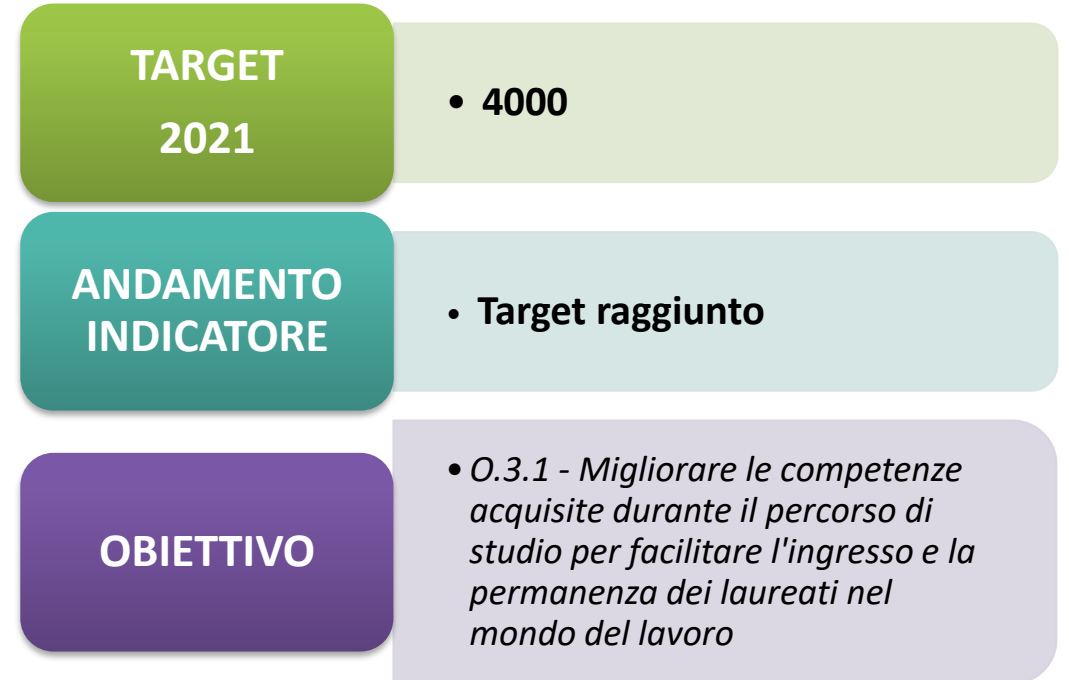 TARGET
2021
• 4000
ANDAMENTO
INDICATORE
• Target raggiunto
OBIETTIVO
• O.3.1 - Migliorare le competenze
acquisite durante il percorso di
studio per facilitare l'ingresso e la
permanenza dei laureati nel
mondo del lavoro